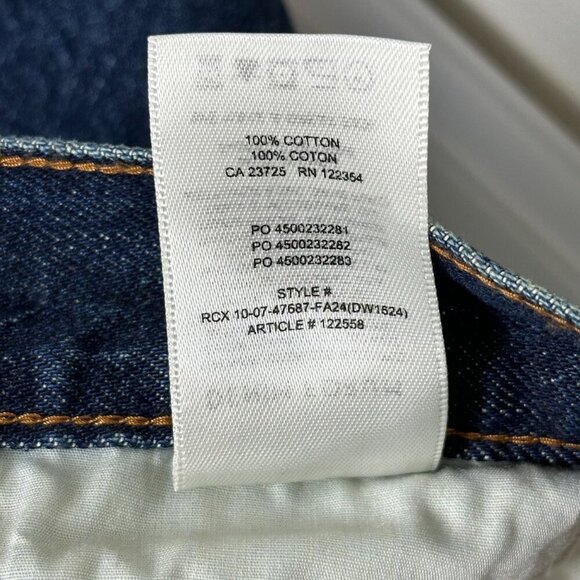 100% COTTON
100% COTON
CA 23725 RN 122364
PO 4500232281
PO 4500232282
PO 4500232283
STYLE #
RCX 10-07-47687-FA24(DW1624)
ARTICLE # 122558